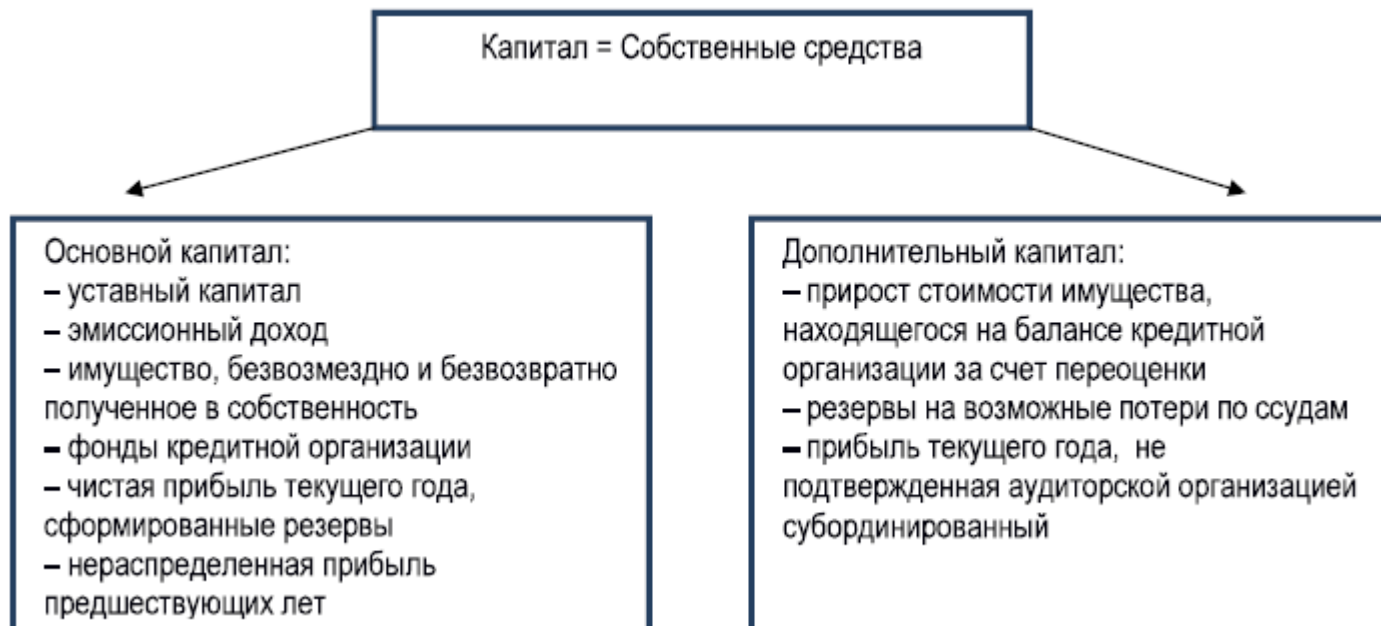 Капитал = Собственные средства
Основной капитал:
– уставный капитал
– эмиссионный доход
– имущество, безвозмездно и безвозвратно
полученное в собственность
– фонды кредитной организации
– чистая прибыль текущего года,
сформированные резервы
– нераспределенная прибыль
предшествующих лет
Дополнительный капитал:
– прирост стоимости имущества,
находящегося на балансе кредитной
организации за счет переоценки
– резервы на возможные потери по ссудам
– прибыль текущего года, не
подтвержденная аудиторской организацией
субординированный